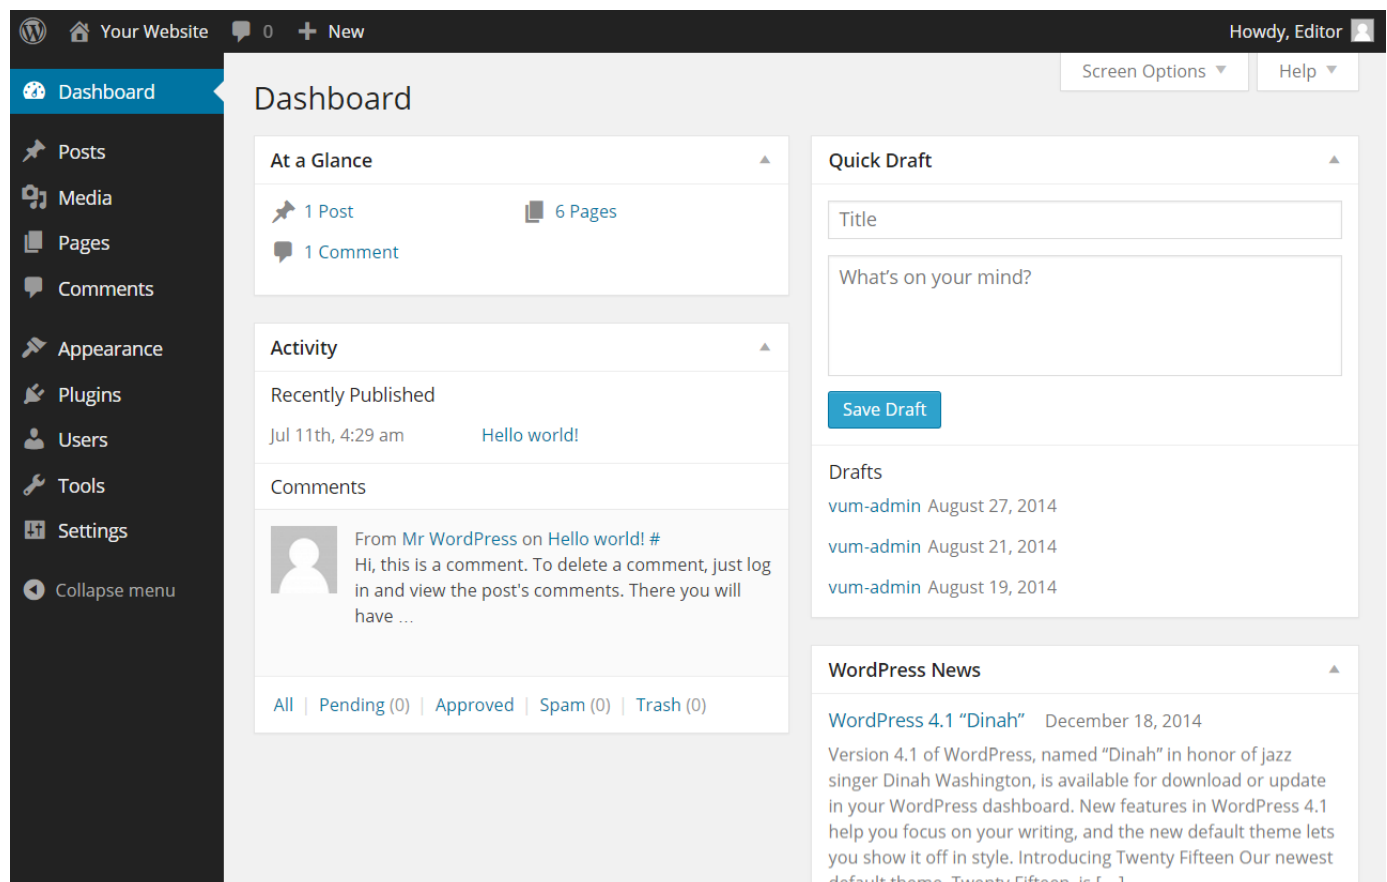 Your Website 0 New Howdy, Editor
Dashboard
Posts
Media
Pages
Comments
Appearance
Plugins
Users
Tools
Settings
Collapse menu
Screen Options Help
Dashboard
At a Glance
1 Post 6 Pages
1 Comment
Activity
Recently Published
Jul 11th, 4:29 am Hello world!
Comments
From Mr WordPress on Hello world! #
Hi, this is a comment. To delete a comment, just log
in and view the post's comments. There you will
have …
All | Pending (0) | Approved | Spam (0) | Trash (0)
Quick Draft
Title
What’s on your mind?
Save Draft
Drafts
vum-admin August 27, 2014
vum-admin August 21, 2014
vum-admin August 19, 2014
WordPress News
WordPress 4.1 “Dinah” December 18, 2014
Version 4.1 of WordPress, named “Dinah” in honor of jazz
singer Dinah Washington, is available for download or update
in your WordPress dashboard. New features in WordPress 4.1
help you focus on your writing, and the new default theme lets
you show it off in style. Introducing Twenty Fifteen Our newest
default theme, Twenty Fifteen, is [...]